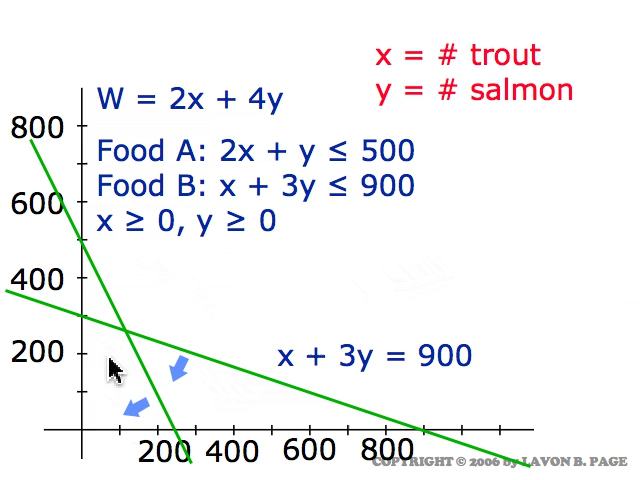 x = # trout
y = # salmon
W = 2x + 4y
Food A: 2x + y ≤ 500
Food B: x + 3y ≤ 900
x ≥ 0, y ≥ 0
800
600
400
200
x + 3y = 900
200 400 600 800
COPYRIGHT © 2006 by LAVON B. PAGE